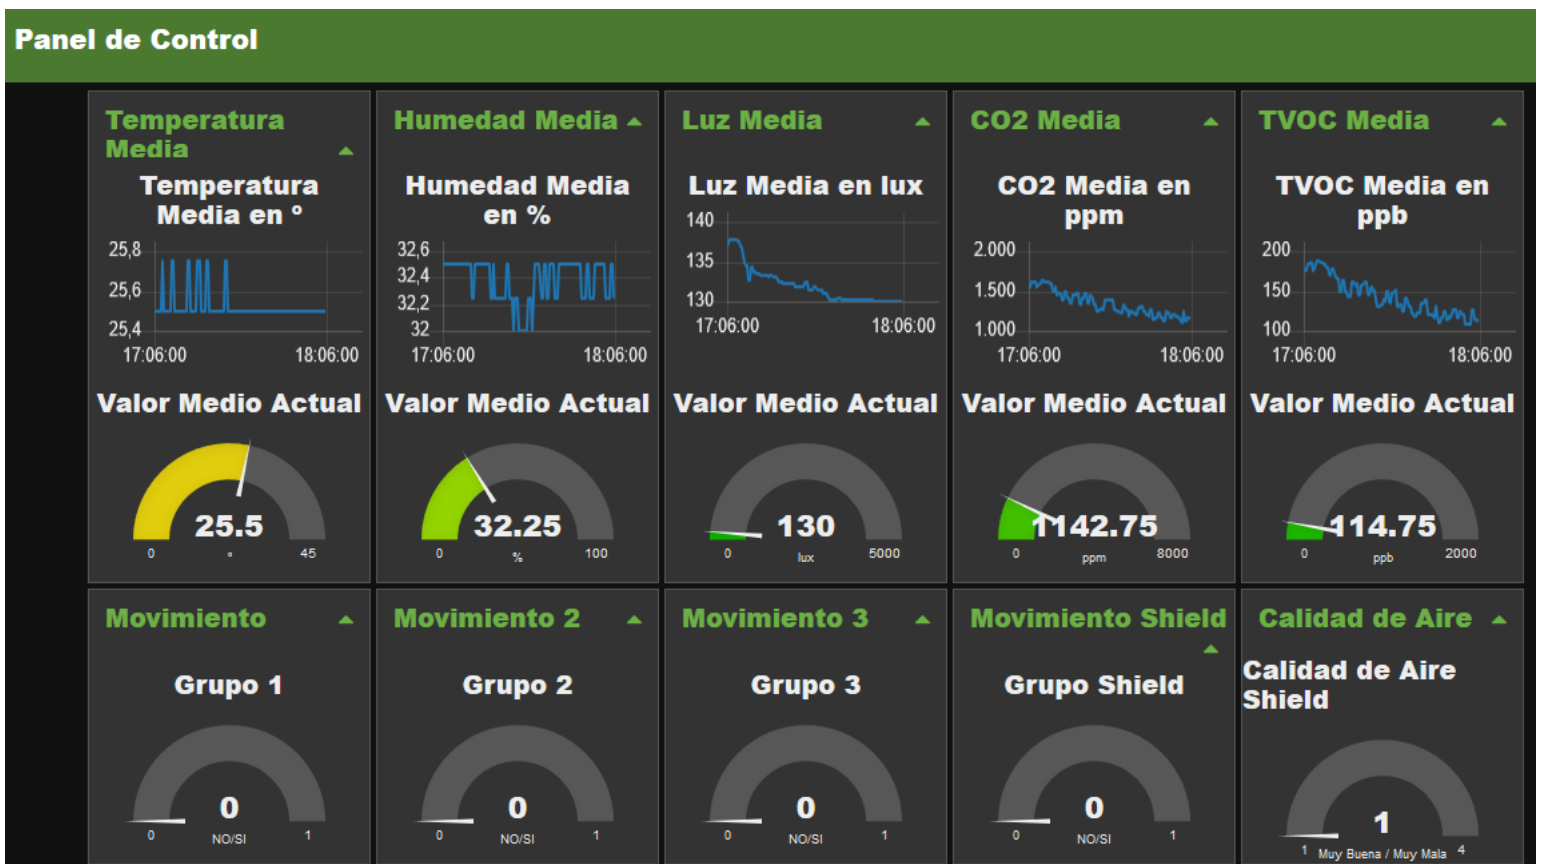 Panel de Control
Temperatura
Media
Temperatura
Media en º
25,8
25,6
25,4
17:06:00 18:06:00
Valor Medio Actual
25.5
0 º 45
Humedad Media
Humedad Media
en %
32,6
32,4
32,2
32
17:06:00 18:06:00
Valor Medio Actual
32.25
0 % 100
Luz Media
Luz Media en lux
140
135
130
17:06:00 18:06:00
Valor Medio Actual
130
0 lux 5000
CO2 Media
CO2 Media en
ppm
2.000
1.500
1.000
17:06:00 18:06:00
Valor Medio Actual
1142.75
0 ppm 8000
TVOC Media
TVOC Media en
ppb
200
150
100
17:06:00 18:06:00
Valor Medio Actual
114.75
0 ppb 2000
Movimiento
Grupo 1
0
0 NO/SI 1
Movimiento 2
Grupo 2
0
0 NO/SI 1
Movimiento 3
Grupo 3
0
0 NO/SI 1
Movimiento Shield
Grupo Shield
0
0 NO/SI 1
Calidad de Aire
Calidad de Aire
Shield
1
1 Muy Buena / Muy Mala 4